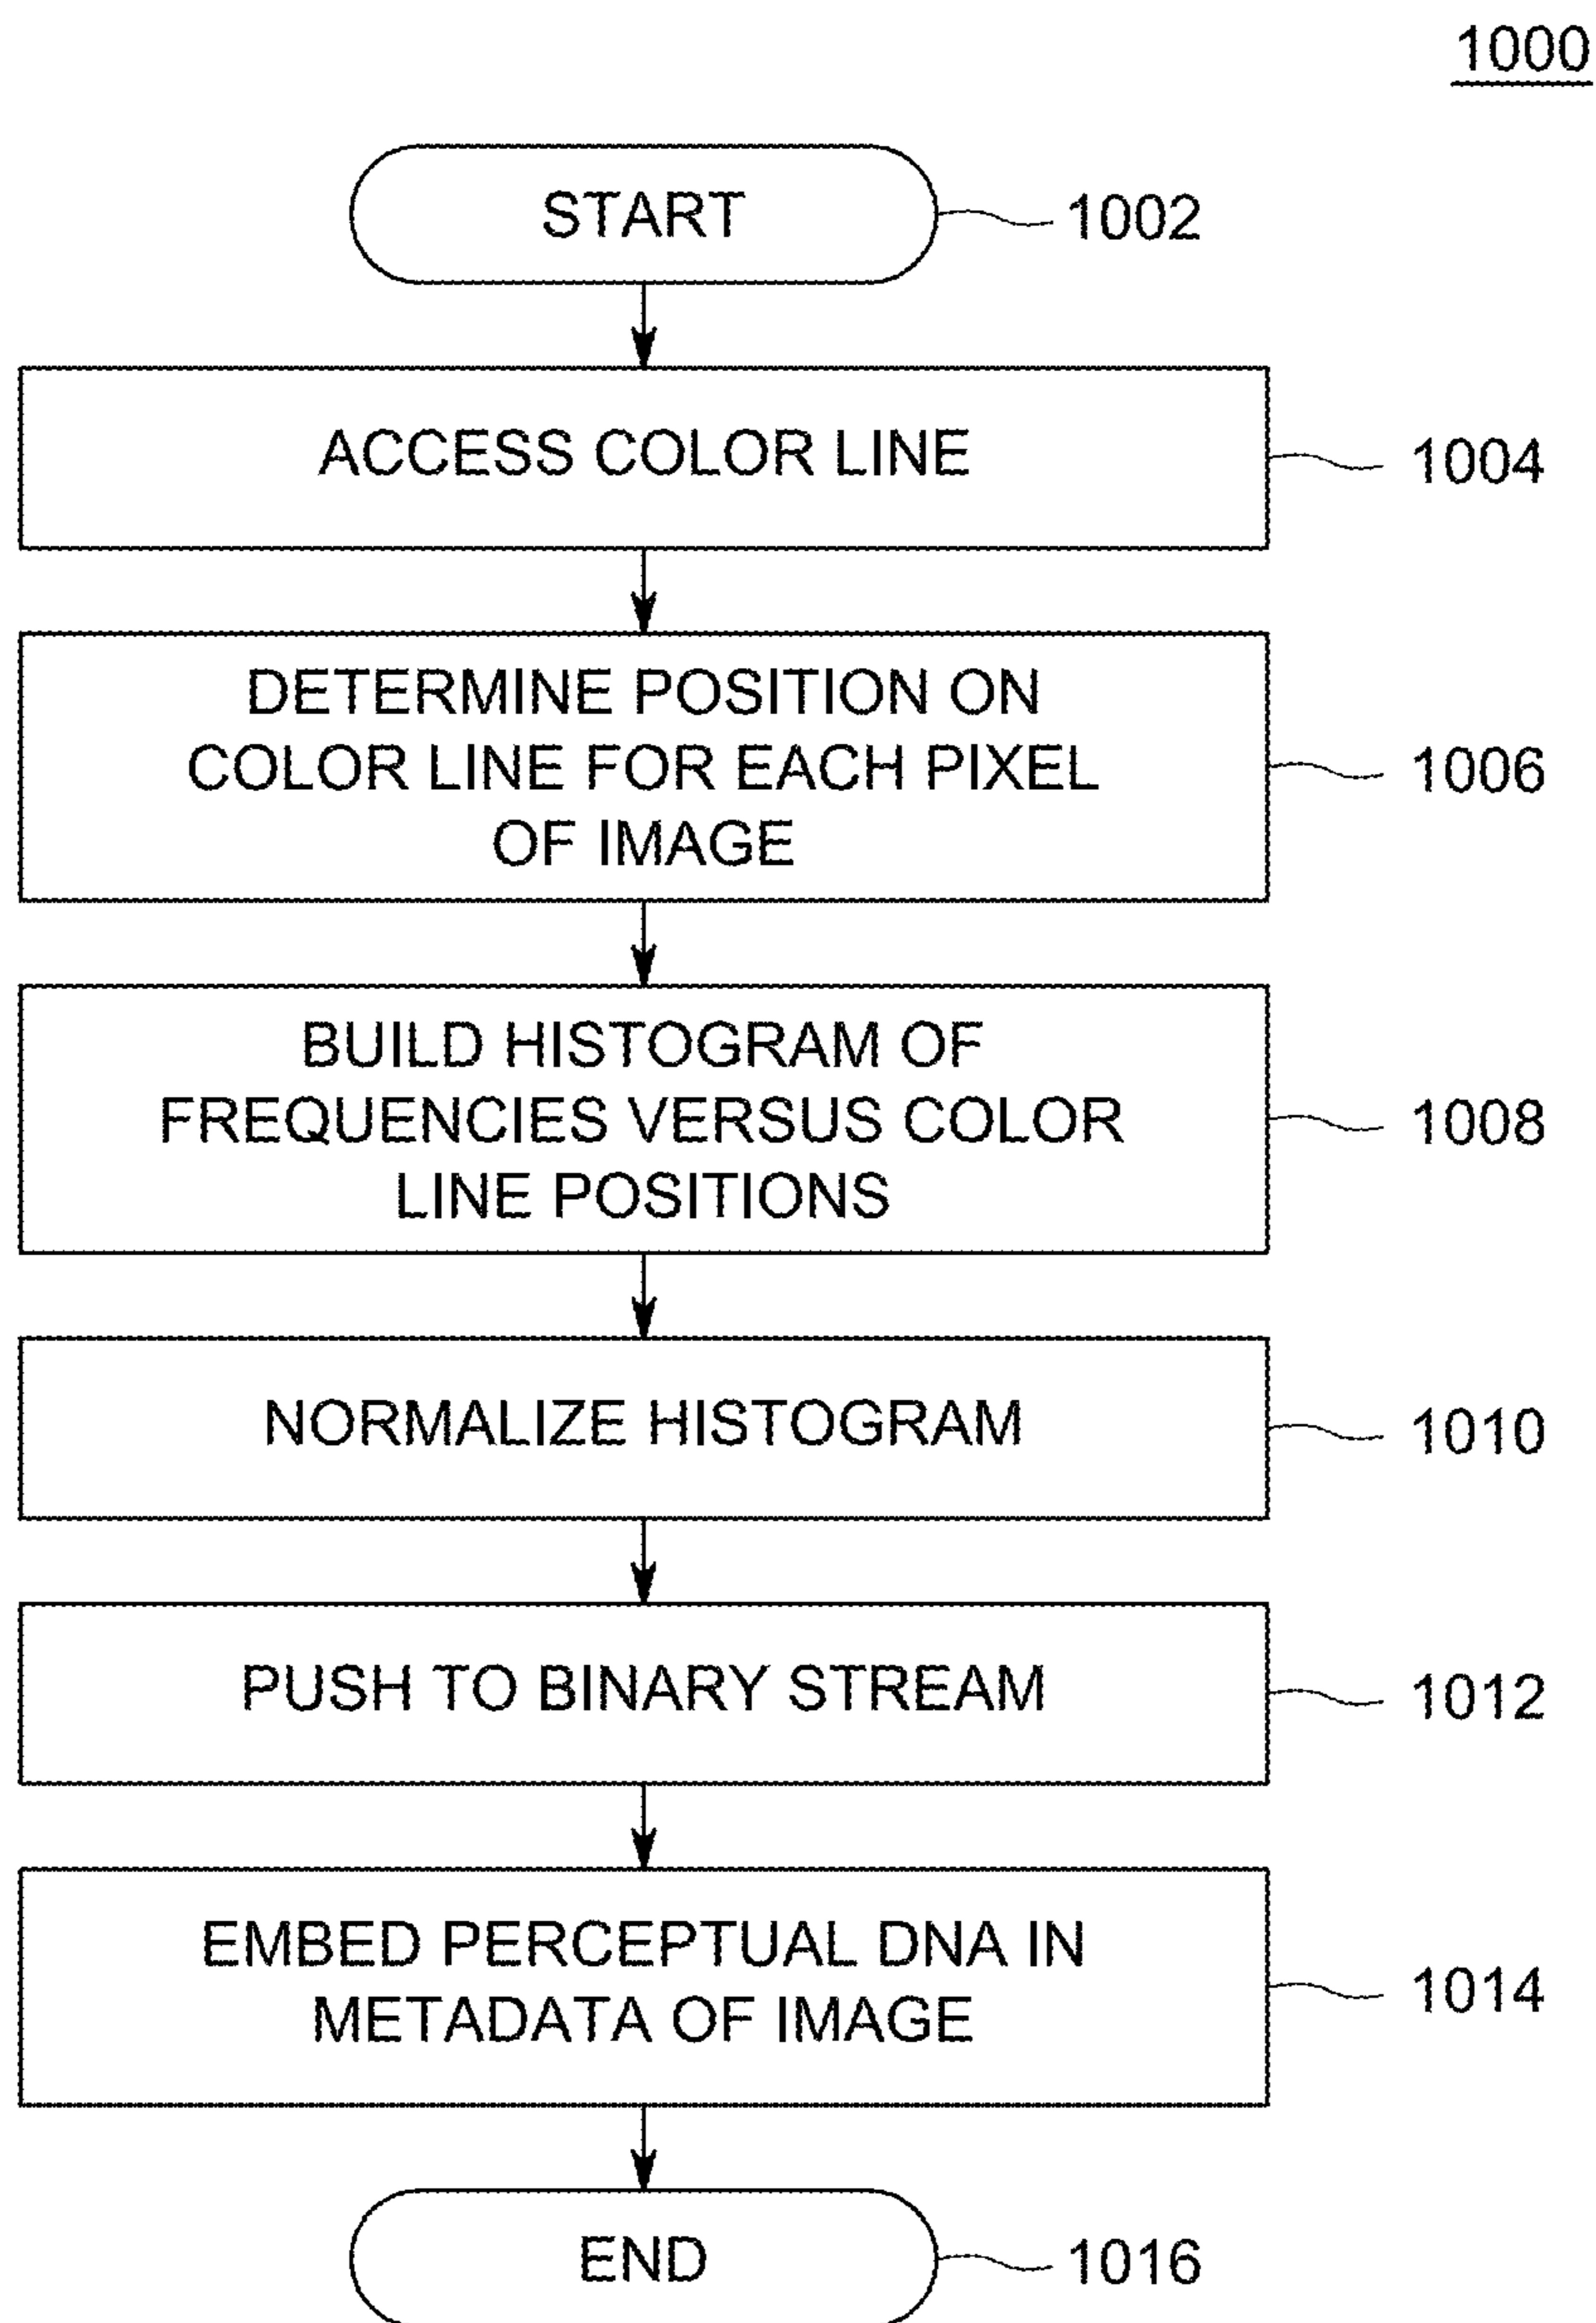 1000
START
1002
ACCESS COLOR LINE
1004
DETERMINE POSITION ON
COLOR LINE FOR EACH PIXEL
OF IMAGE
1006
BUILD HISTOGRAM OF
FREQUENCIES VERSUS COLOR
LINE POSITIONS
1008
NORMALIZE HISTOGRAM
1010
PUSH TO BINARY STREAM
1012
EMBED PERCEPTUAL DNA IN
METADATA OF IMAGE
1014
END
1016